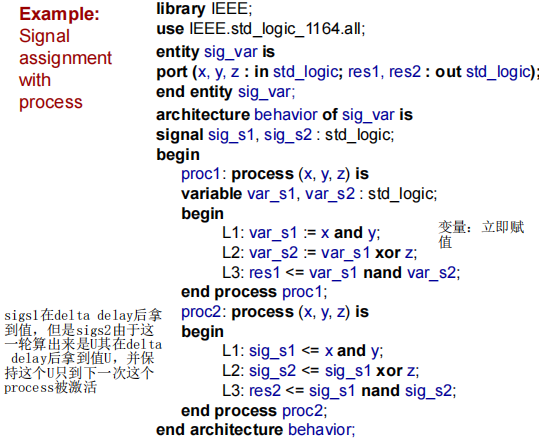 Example:
Signal
assignment
with
process
library IEEE;
use IEEE.std_logic_1164.all;
entity sig_var is
port (x, y, z : in std_logic; res1, res2 : out std_logic);
end entity sig_var;
architecture behavior of sig_var is
signal sig_s1, sig_s2 : std_logic;
begin
proc1: process (x, y, z) is
variable var_s1, var_s2 : std_logic;
begin
L1: var_s1 := x and y;
L2: var_s2 := var_s1 xor z;
L3: res1 <= var_s1 nand var_s2;
end process proc1;
变量：立即赋
值
proc2: process (x, y, z) is
begin
L1: sig_s1 <= x and y;
L2: sig_s2 <= sig_s1 xor z;
L3: res2 <= sig_s1 nand sig_s2;
end process proc2;
end architecture behavior;
sigs1在delta delay后拿
到值，但是sigs2由于这
一轮算出来是U其在delta
delay后拿到值U，并保
持这个U只到下一次这个
process被激活